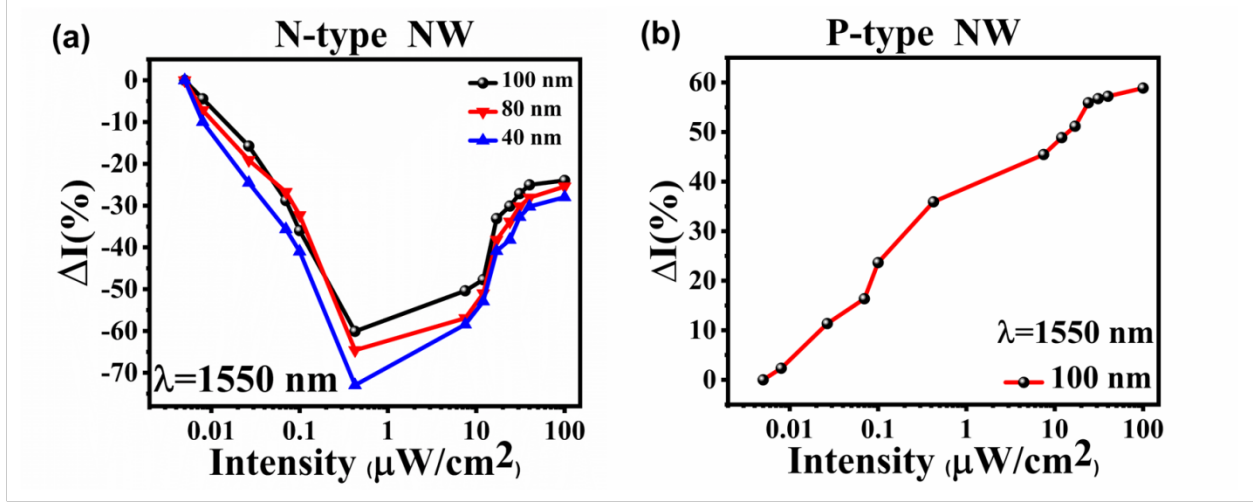 (a) N-type NW
ΔI(%)
0
-10
-20
-30
-40
-50
-60
-70
100 nm
80 nm
40 nm
λ=1550 nm
0.01 0.1 1 10 100
Intensity (μW/cm2)
(b) P-type NW
ΔI(%)
60
50
40
30
20
10
0
λ=1550 nm
100 nm
0.01 0.1 1 10 100
Intensity (μW/cm2)